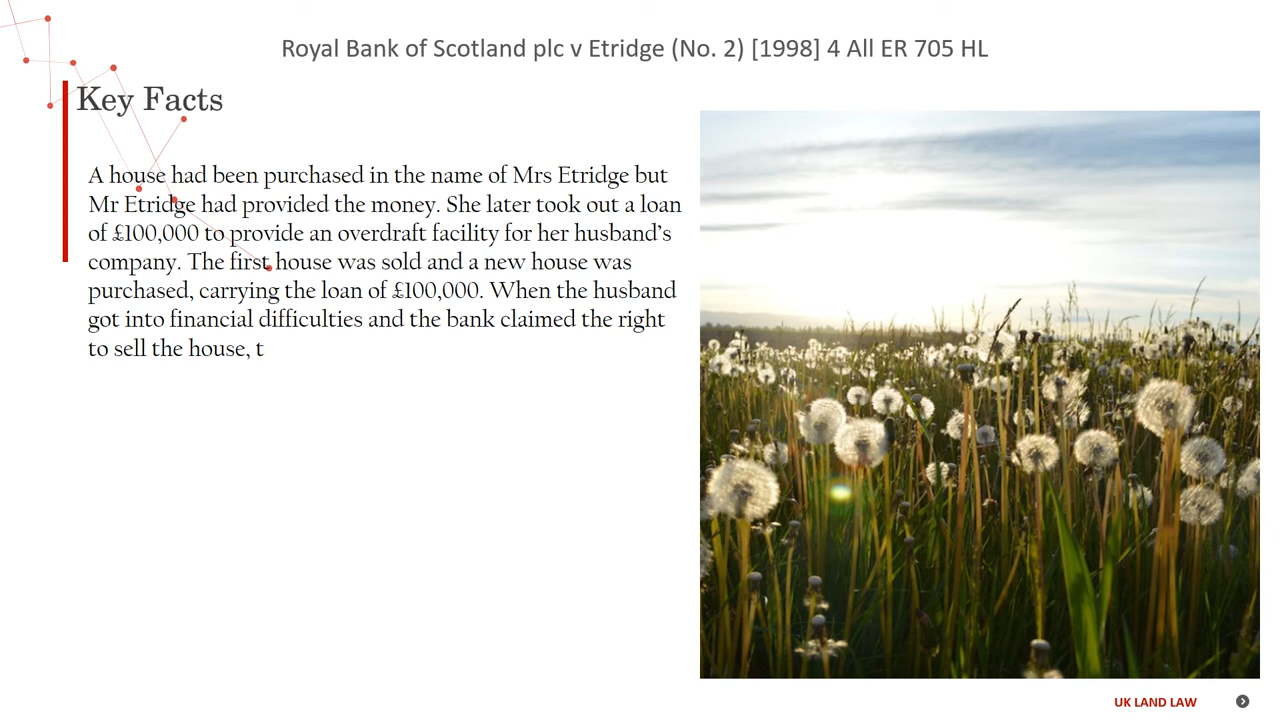 Royal Bank of Scotland plc v Etridge (No. 2) [1998] 4 All ER 705 HL
Key Facts
A house had been purchased in the name of Mrs Etridge but
Mr Etridge had provided the money. She later took out a loan
of £100,000 to provide an overdraft facility for her husband’s
company. The first house was sold and a new house was
purchased, carrying the loan of £100,000. When the husband
got into financial difficulties and the bank claimed the right
to sell the house, t
UK LAND LAW